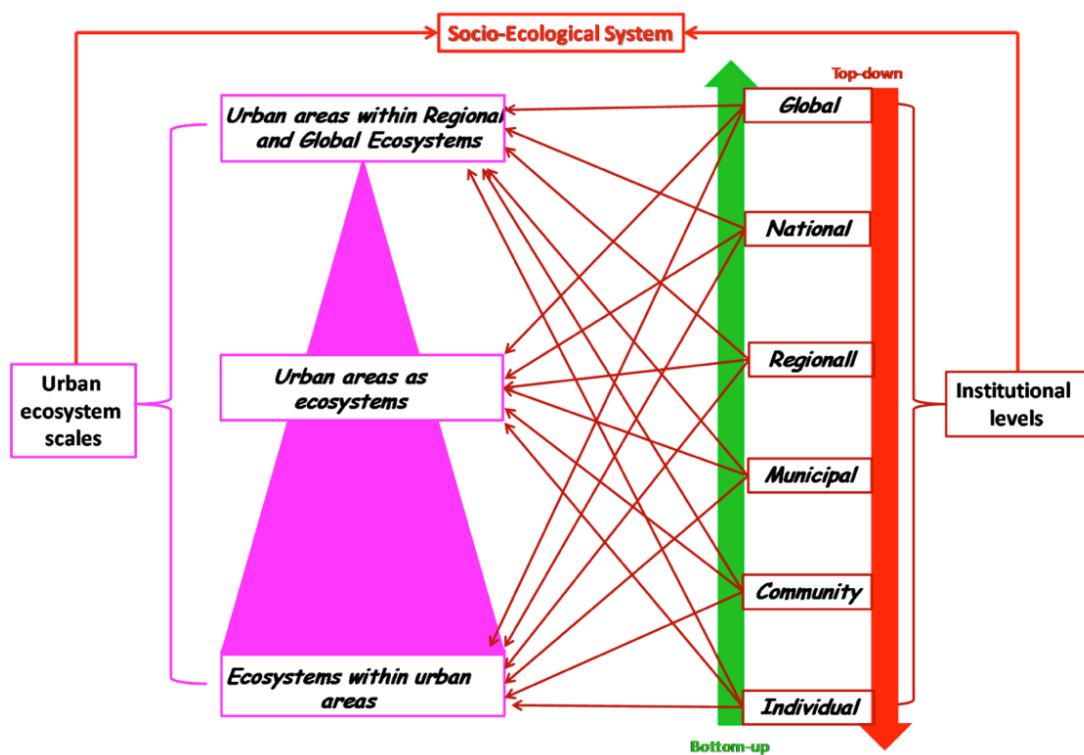 Socio-Ecological System
Top-down
Urban areas within Regional
and Global Ecosystems
Global
National
Urban
ecosystem
scales
Urban areas as
ecosystems
Regionall
Institutional
levels
Municipal
Community
Ecosystems within urban
areas
Individual
Bottom-up